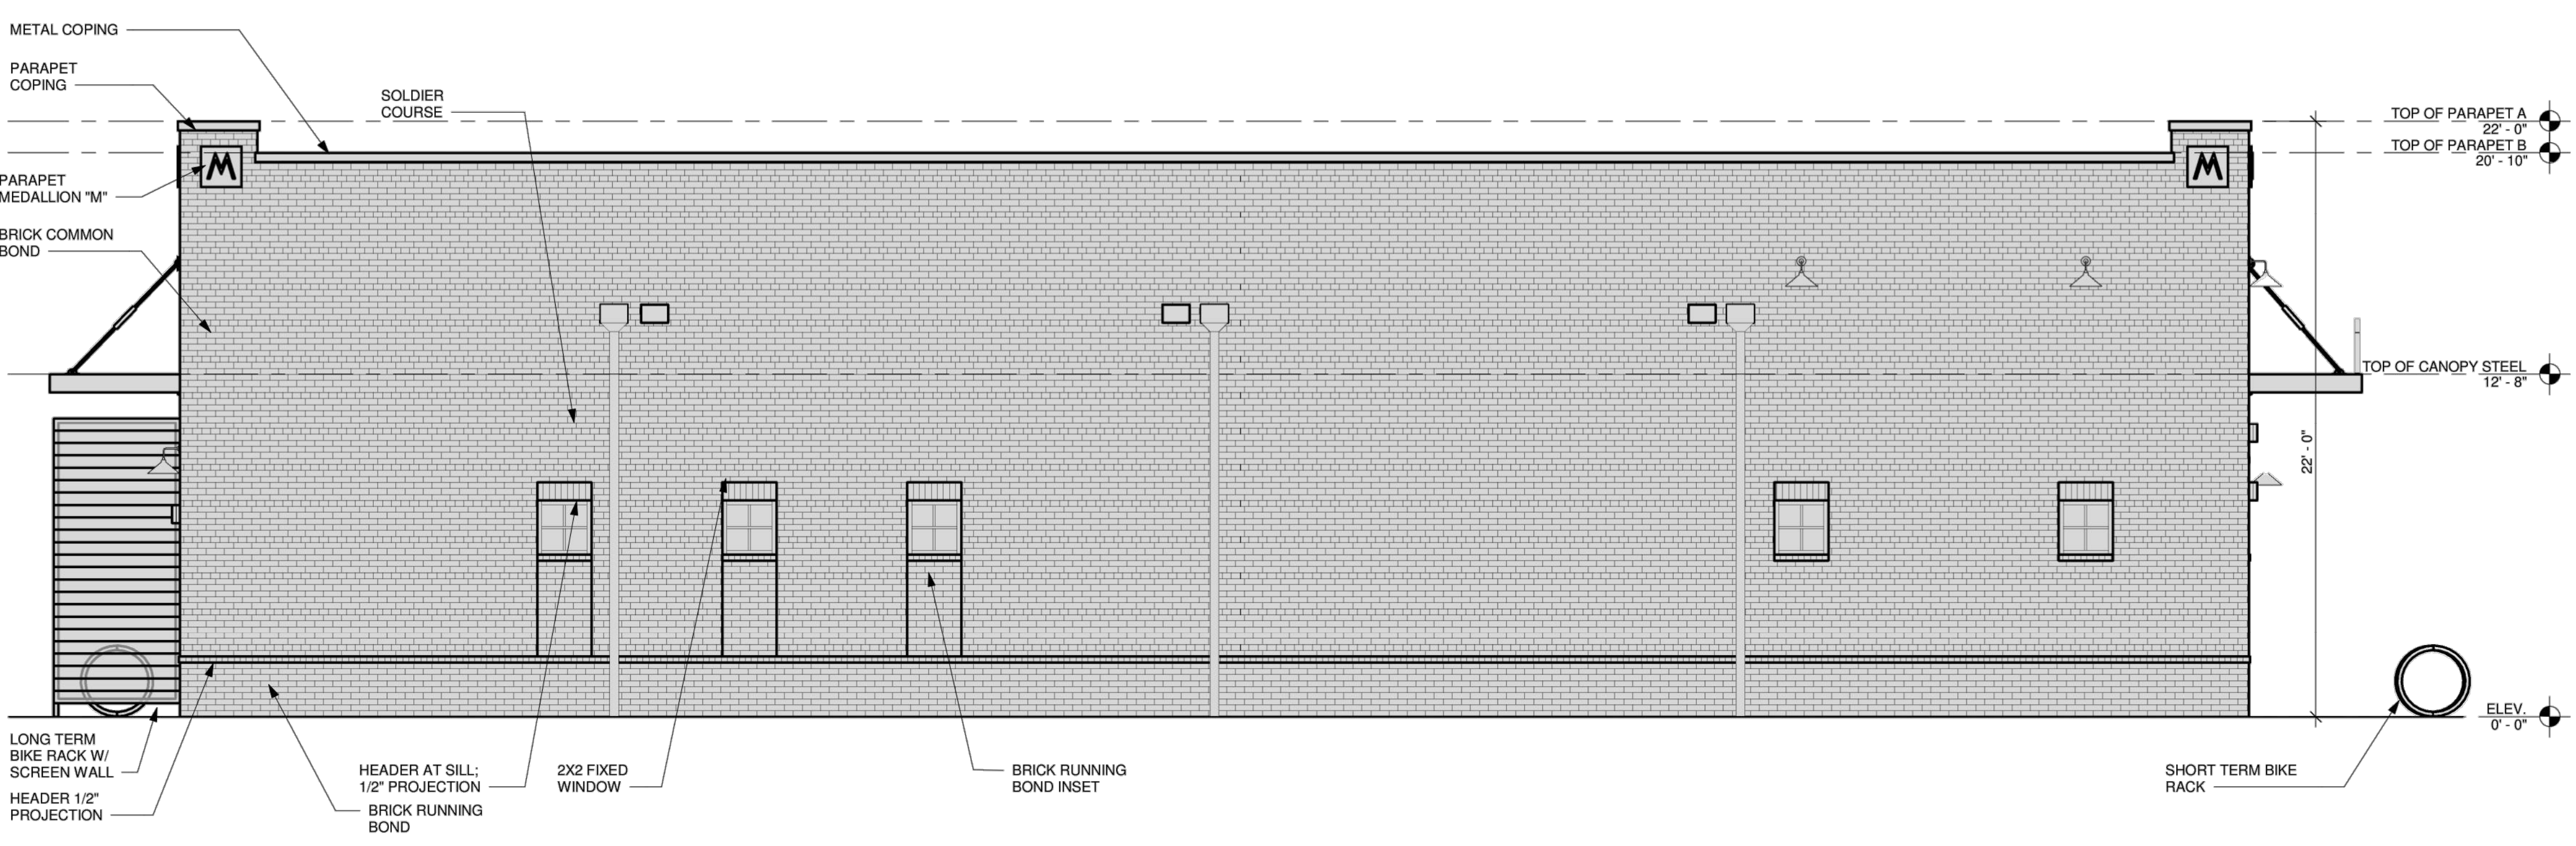 METAL COPING
PARAPET
COPING
SOLDIER
COURSE
TOP OF PARAPET A
22' - 0"
TOP OF PARAPET B
20' - 10"
M
M
PARAPET
MEDALLION "M"
BRICK COMMON
BOND
TOP OF CANOPY STEEL
12' - 8"
22' - 0"
ELEV.
0' - 0"
LONG TERM
BIKE RACK W/
SCREEN WALL
HEADER 1/2"
PROJECTION
HEADER AT SILL;
1/2" PROJECTION
BRICK RUNNING
BOND
2X2 FIXED
WINDOW
BRICK RUNNING
BOND INSET
SHORT TERM BIKE
RACK